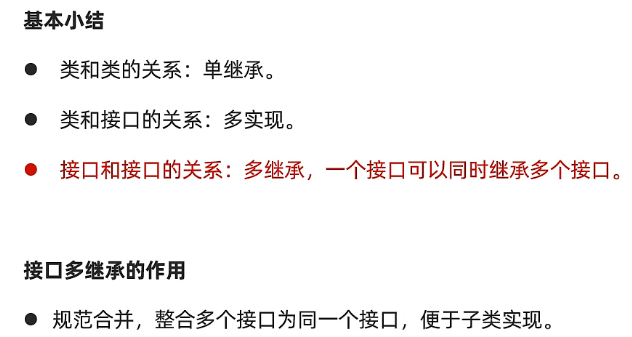 基本小结
● 类和类的关系：单继承。
● 类和接口的关系：多实现。
● 接口和接口的关系：多继承，一个接口可以同时继承多个接口。
接口多继承的作用
● 规范合并，整合多个接口为同一个接口，便于子类实现。